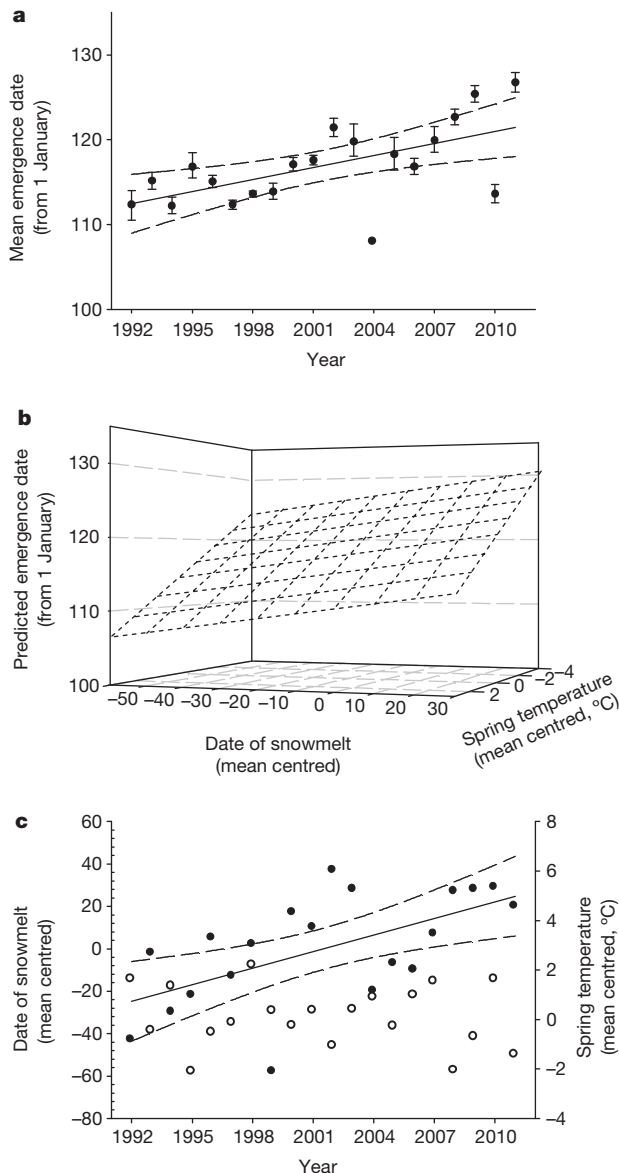 a
Mean emergence date
(from 1 January)
130
120
110
100
1992 1995 1998 2001 2004 2007 2010
Year
b
Predicted emergence date
(from 1 January)
130
120
110
100
–50 –40 –30 –20 –10 0 10 20 30
2 0 –2 –4
Date of snowmelt
(mean centred)
Spring temperature
(mean centred, ºC)
c
Date of snowmelt
(mean centred)
60
40
20
0
–20
–40
–60
–80
8
6
4
2
0
–2
–4
Spring temperature
(mean centred, ºC)
1992 1995 1998 2001 2004 2007 2010
Year